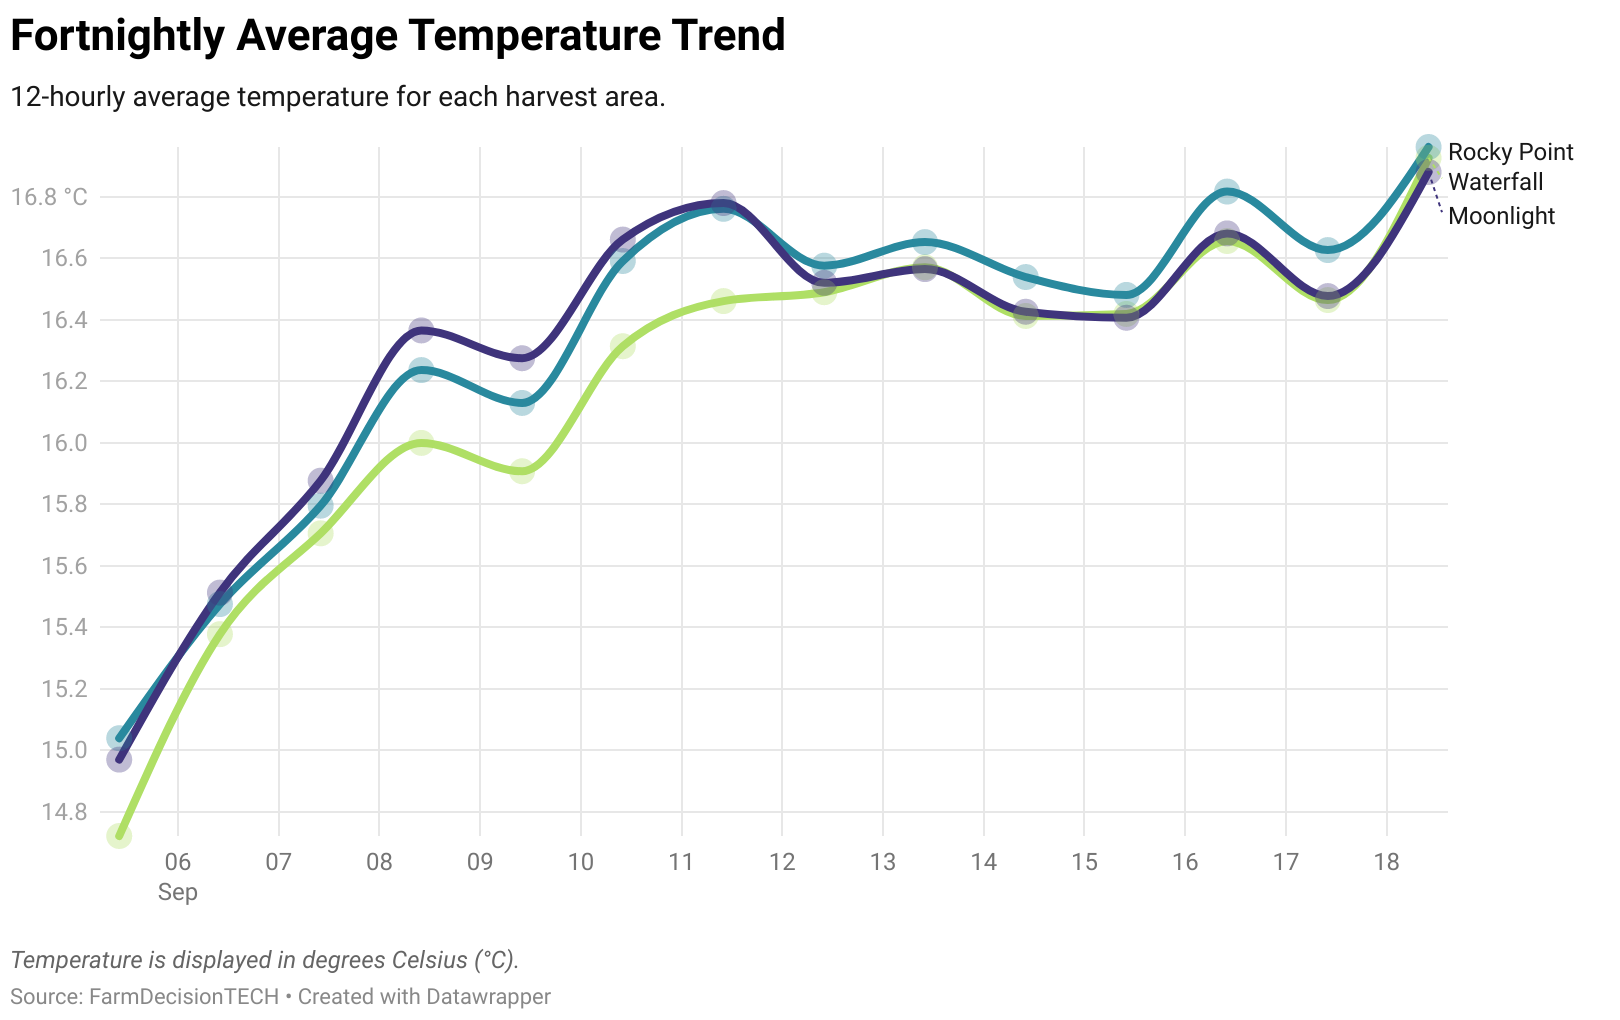 Fortnightly Average Temperature Trend
12-hourly average temperature for each harvest area.
Rocky Point
Waterfall
Moonlight
16.8 °C
16.6
16.4
16.2
16.0
15.8
15.6
15.4
15.2
15.0
14.8
06 07 08 09 10 11 12 13 14 15 16 17 18
Sep
Temperature is displayed in degrees Celsius (°C).
Source: FarmDecisionTECH • Created with Datawrapper